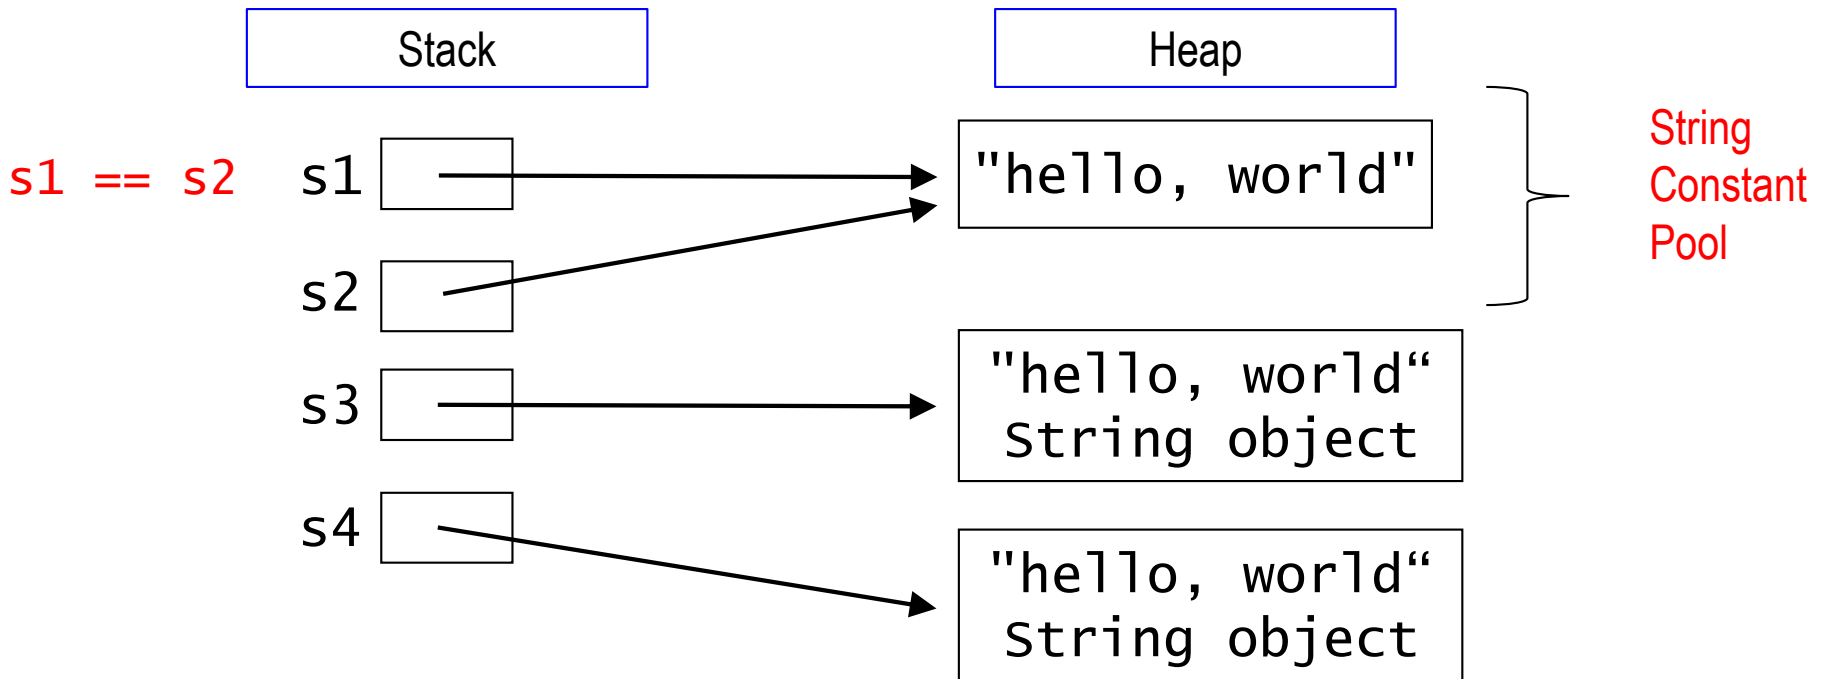 Stack
Heap
s1 == s2
s1
"hello, world"
String
Constant
Pool
s2
s3
"hello, world“
String object
s4
"hello, world“
String object